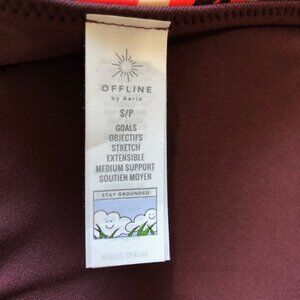 OFFLINE
by Aerie
S/P
GOALS
OBJECTIFS
STRETCH
EXTENSIBLE
MEDIUM SUPPORT
SOUTIEN MOYEN
STAY GROUNDED